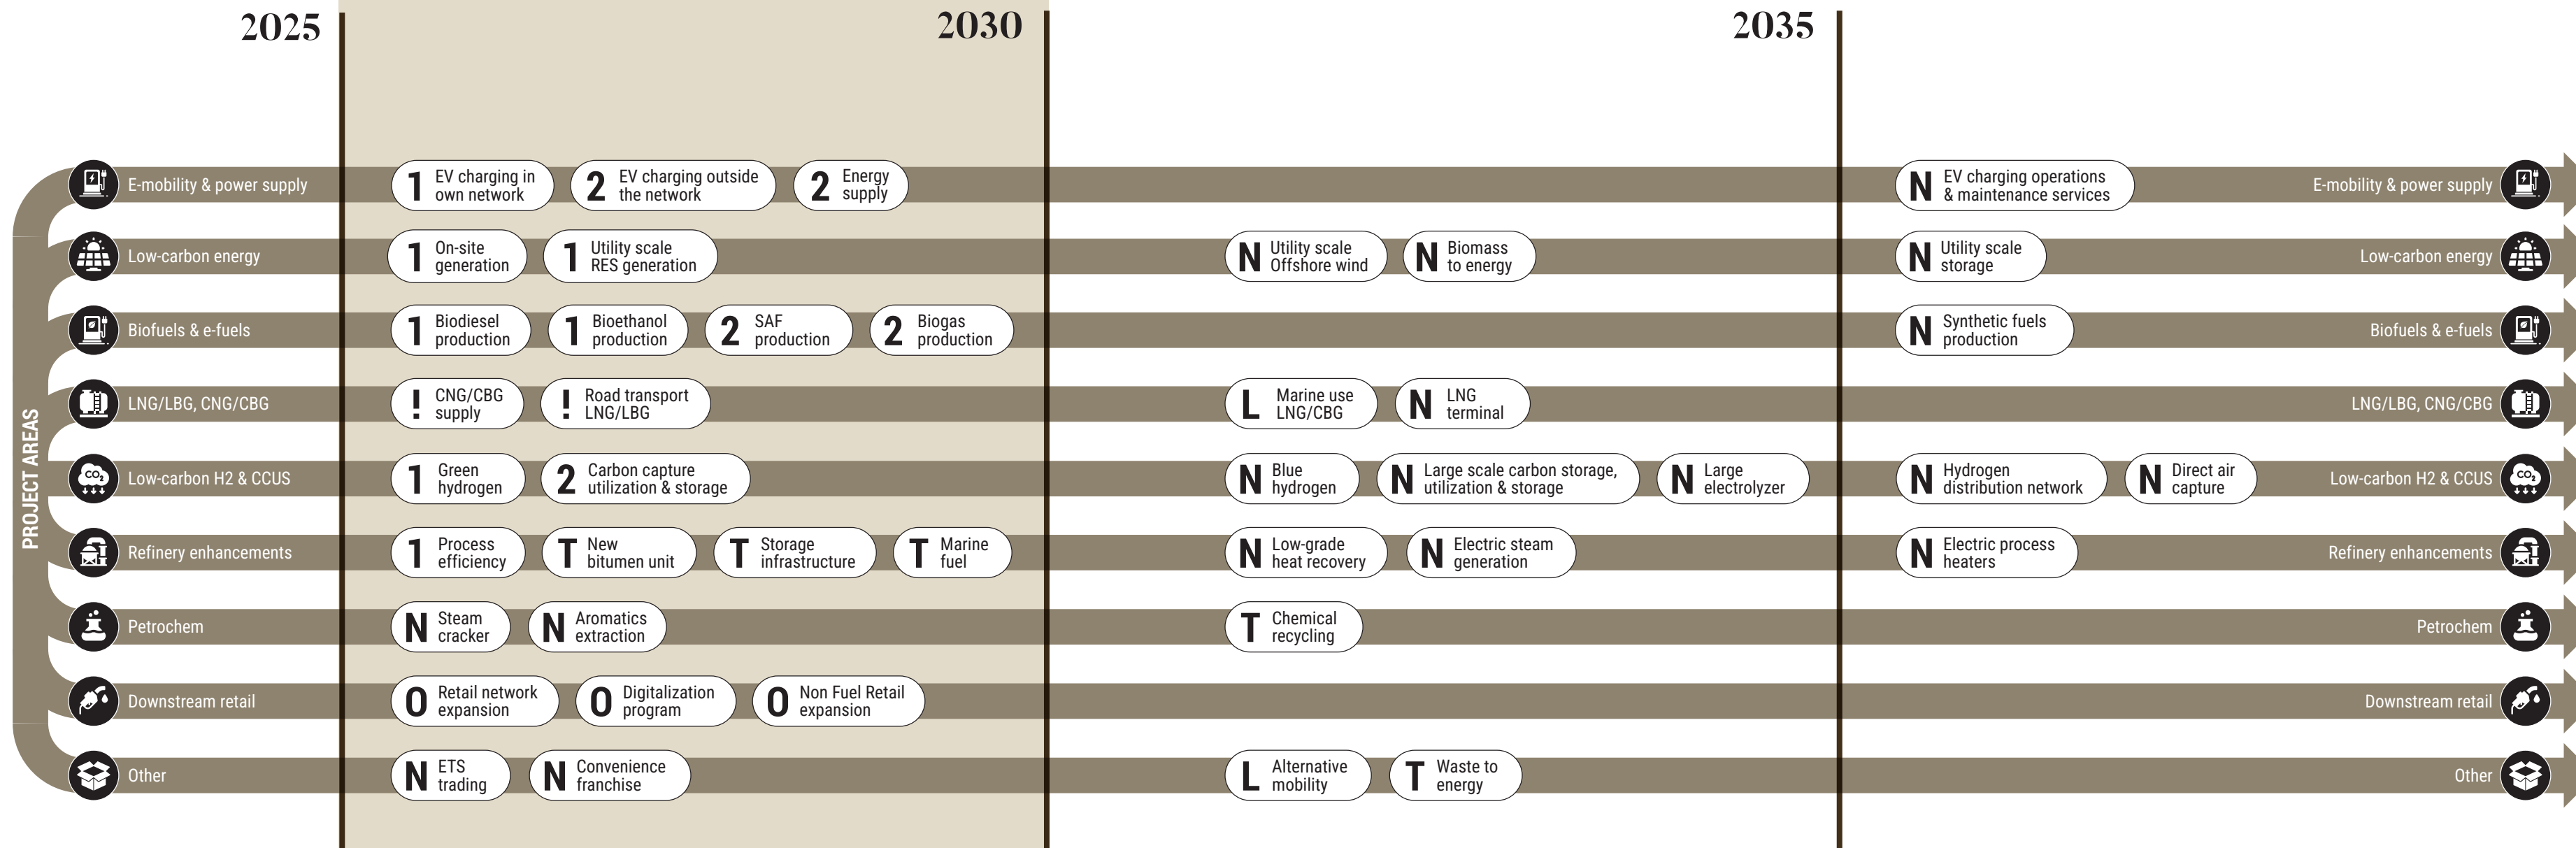 2025
2030
2035
PROJECT AREAS
E-mobility & power supply
1 EV charging in
own network
2 EV charging outside
the network
2 Energy
supply
N EV charging operations
& maintenance services
E-mobility & power supply
Low-carbon energy
1 On-site
generation
1 Utility scale
RES generation
N Utility scale
Offshore wind
N Biomass
to energy
N Utility scale
storage
Low-carbon energy
Biofuels & e-fuels
1 Biodiesel
production
1 Bioethanol
production
2 SAF
production
2 Biogas
production
N Synthetic fuels
production
Biofuels & e-fuels
LNG/LBG, CNG/CBG
! CNG/CBG
supply
! Road transport
LNG/LBG
L Marine use
LNG/CBG
N LNG
terminal
LNG/LBG, CNG/CBG
CO2
Low-carbon H2 & CCUS
1 Green
hydrogen
2 Carbon capture
utilization & storage
N Blue
hydrogen
N Large scale carbon storage,
utilization & storage
N Large
electrolyzer
N Hydrogen
distribution network
N Direct air
capture
Low-carbon H2 & CCUS
CO2
Refinery enhancements
1 Process
efficiency
T New
bitumen unit
T Storage
infrastructure
T Marine
fuel
N Low-grade
heat recovery
N Electric steam
generation
N Electric process
heaters
Refinery enhancements
Petrochem
N Steam
cracker
N Aromatics
extraction
T Chemical
recycling
Petrochem
Downstream retail
O Retail network
expansion
O Digitalization
program
O Non Fuel Retail
expansion
Downstream retail
Other
N ETS
trading
N Convenience
franchise
L Alternative
mobility
T Waste to
energy
Other